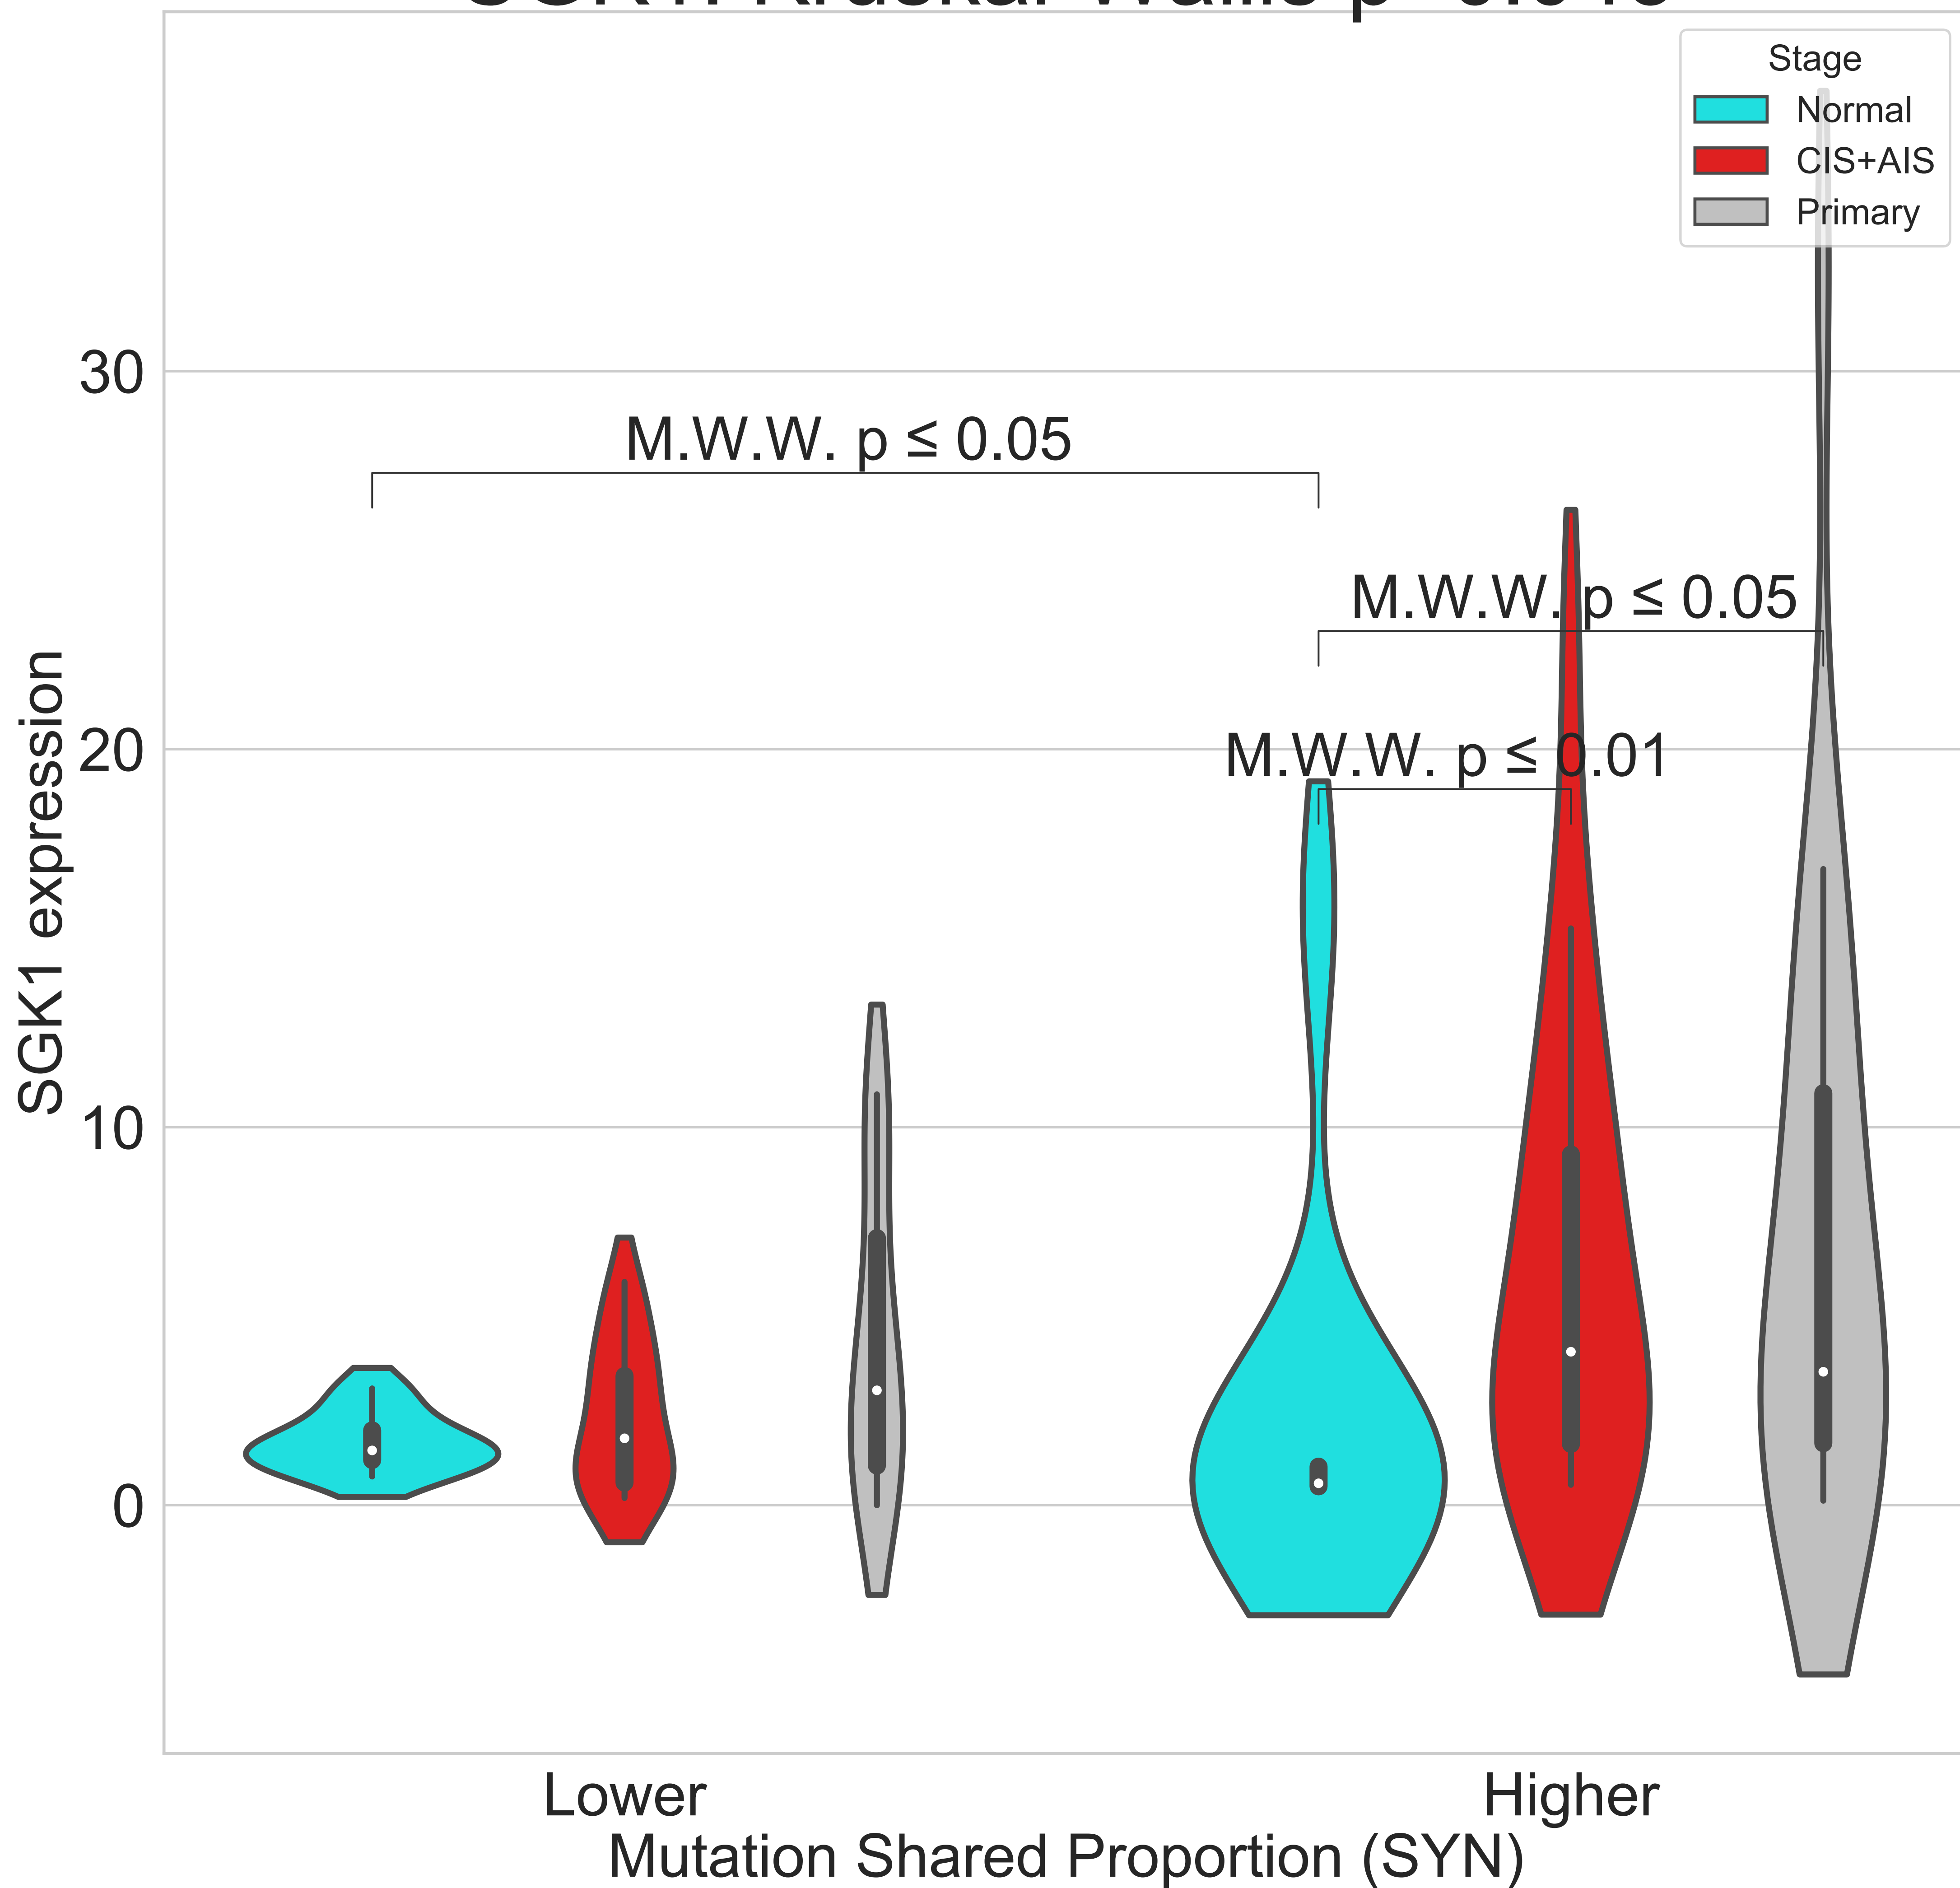 Stage
Normal
CIS+AIS
Primary
30
20
10
0
SGK1 expression
M.W.W. p ≤ 0.05
M.W.W. p ≤ 0.05
M.W.W. p ≤ 0.01
Lower
Higher
Mutation Shared Proportion (SYN)